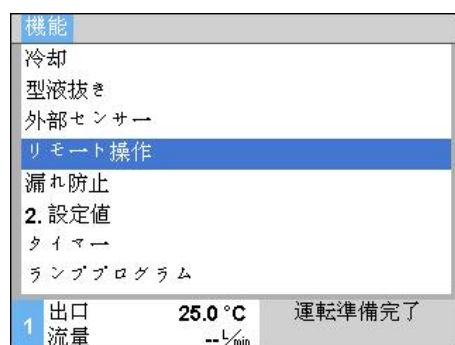 機能
冷却
型液抜き
外部センサー
リモート操作
漏れ防止
2. 設定値
タイマー
ランププログラム
1 出口 25.0 °C 運転準備完了
流量 -- L/min